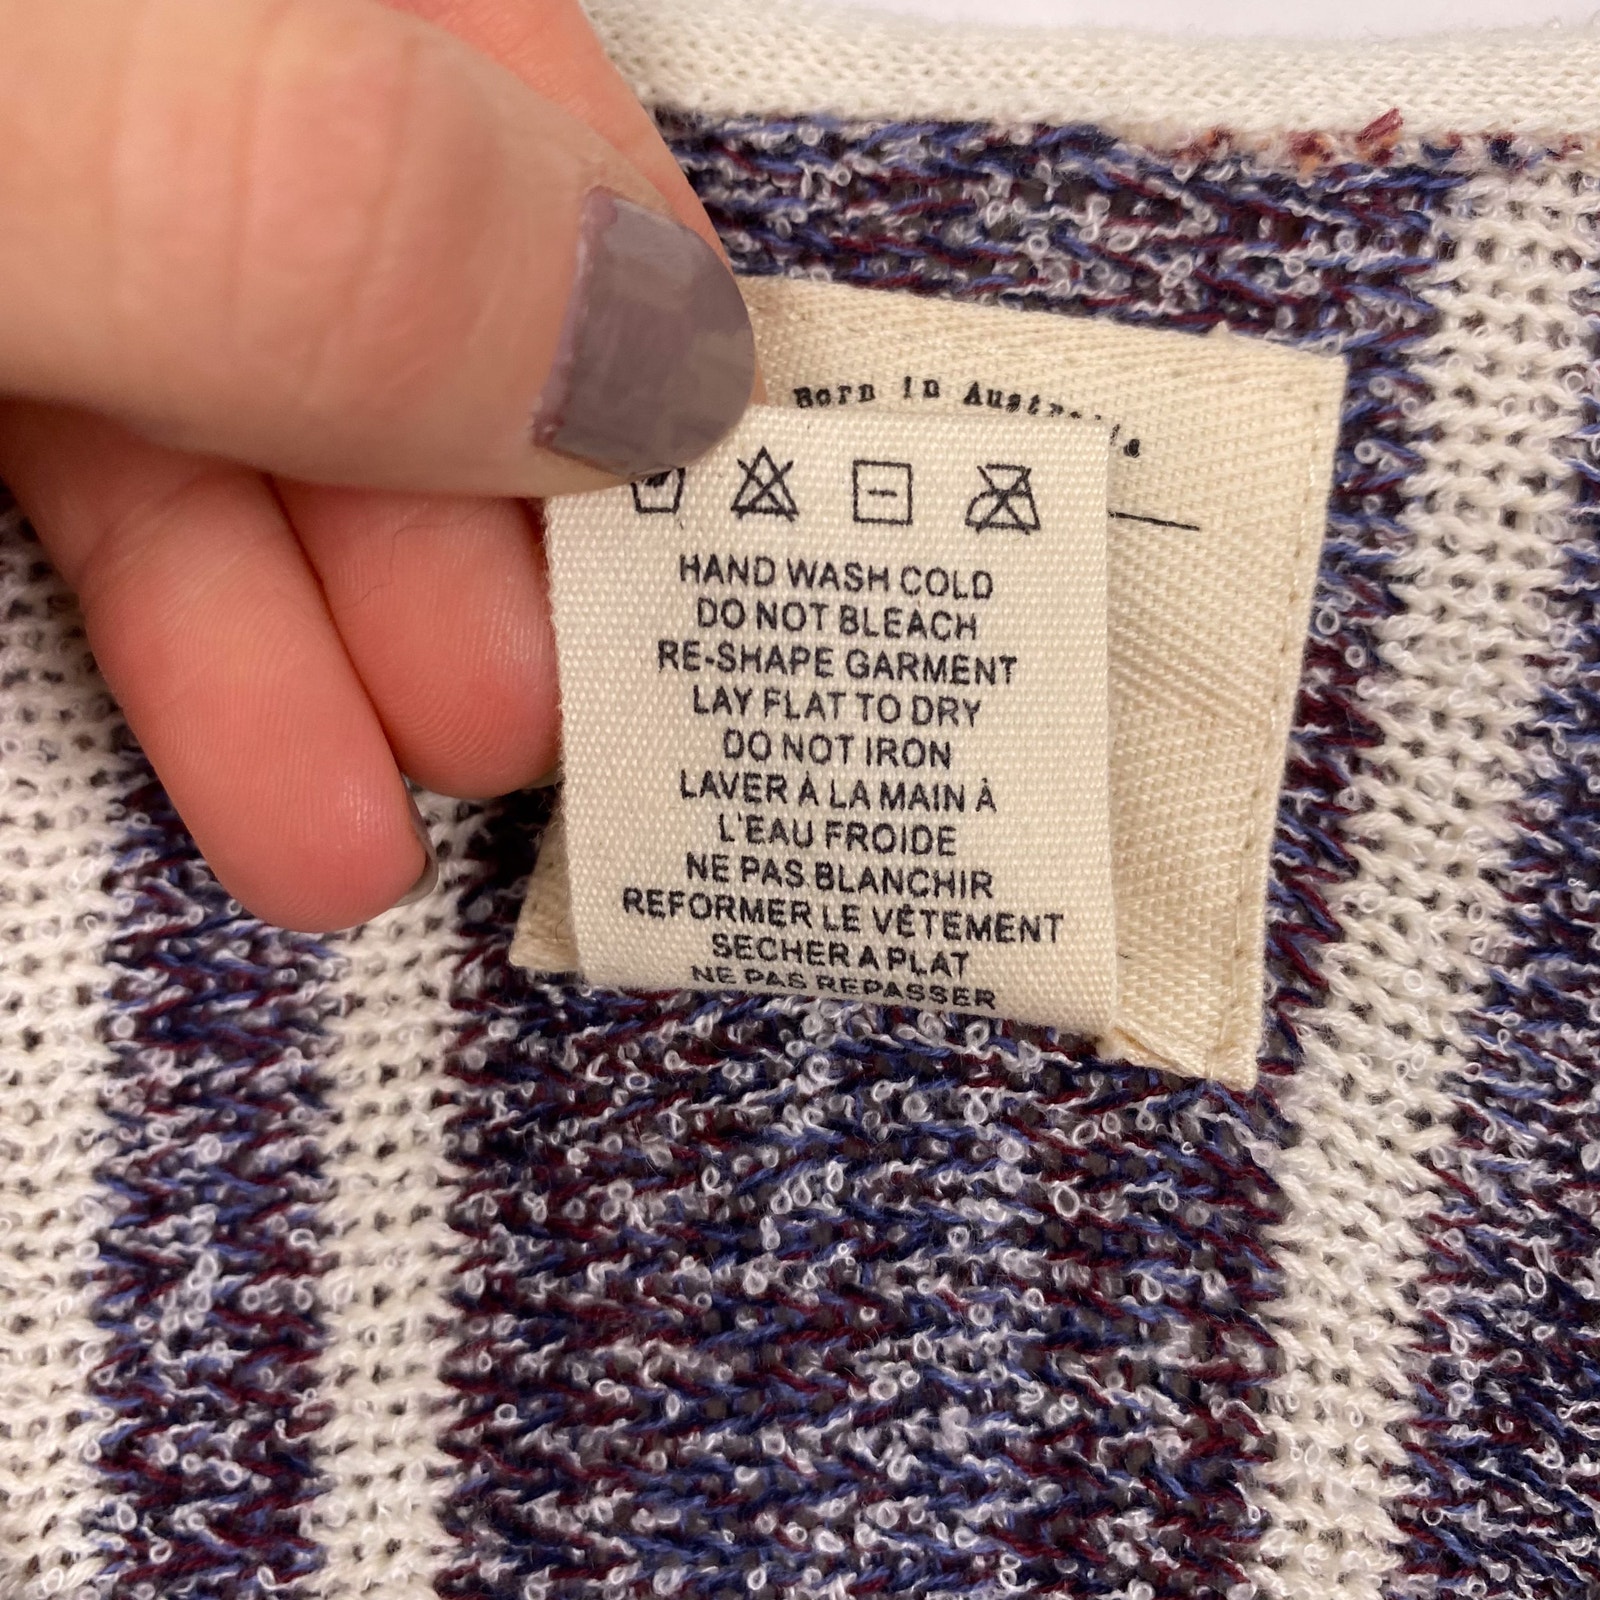 Born in
HAND WASH COLD
DO NOT BLEACH
RE-SHAPE GARMENT
LAY FLAT TO DRY
DO NOT IRON
LAVER À LA MAIN À
L'EAU FROIDE
NE PAS BLANCHIR
REFORMER LE VÊTEMENT
SECHER A PLAT
NE PAS REPASSER